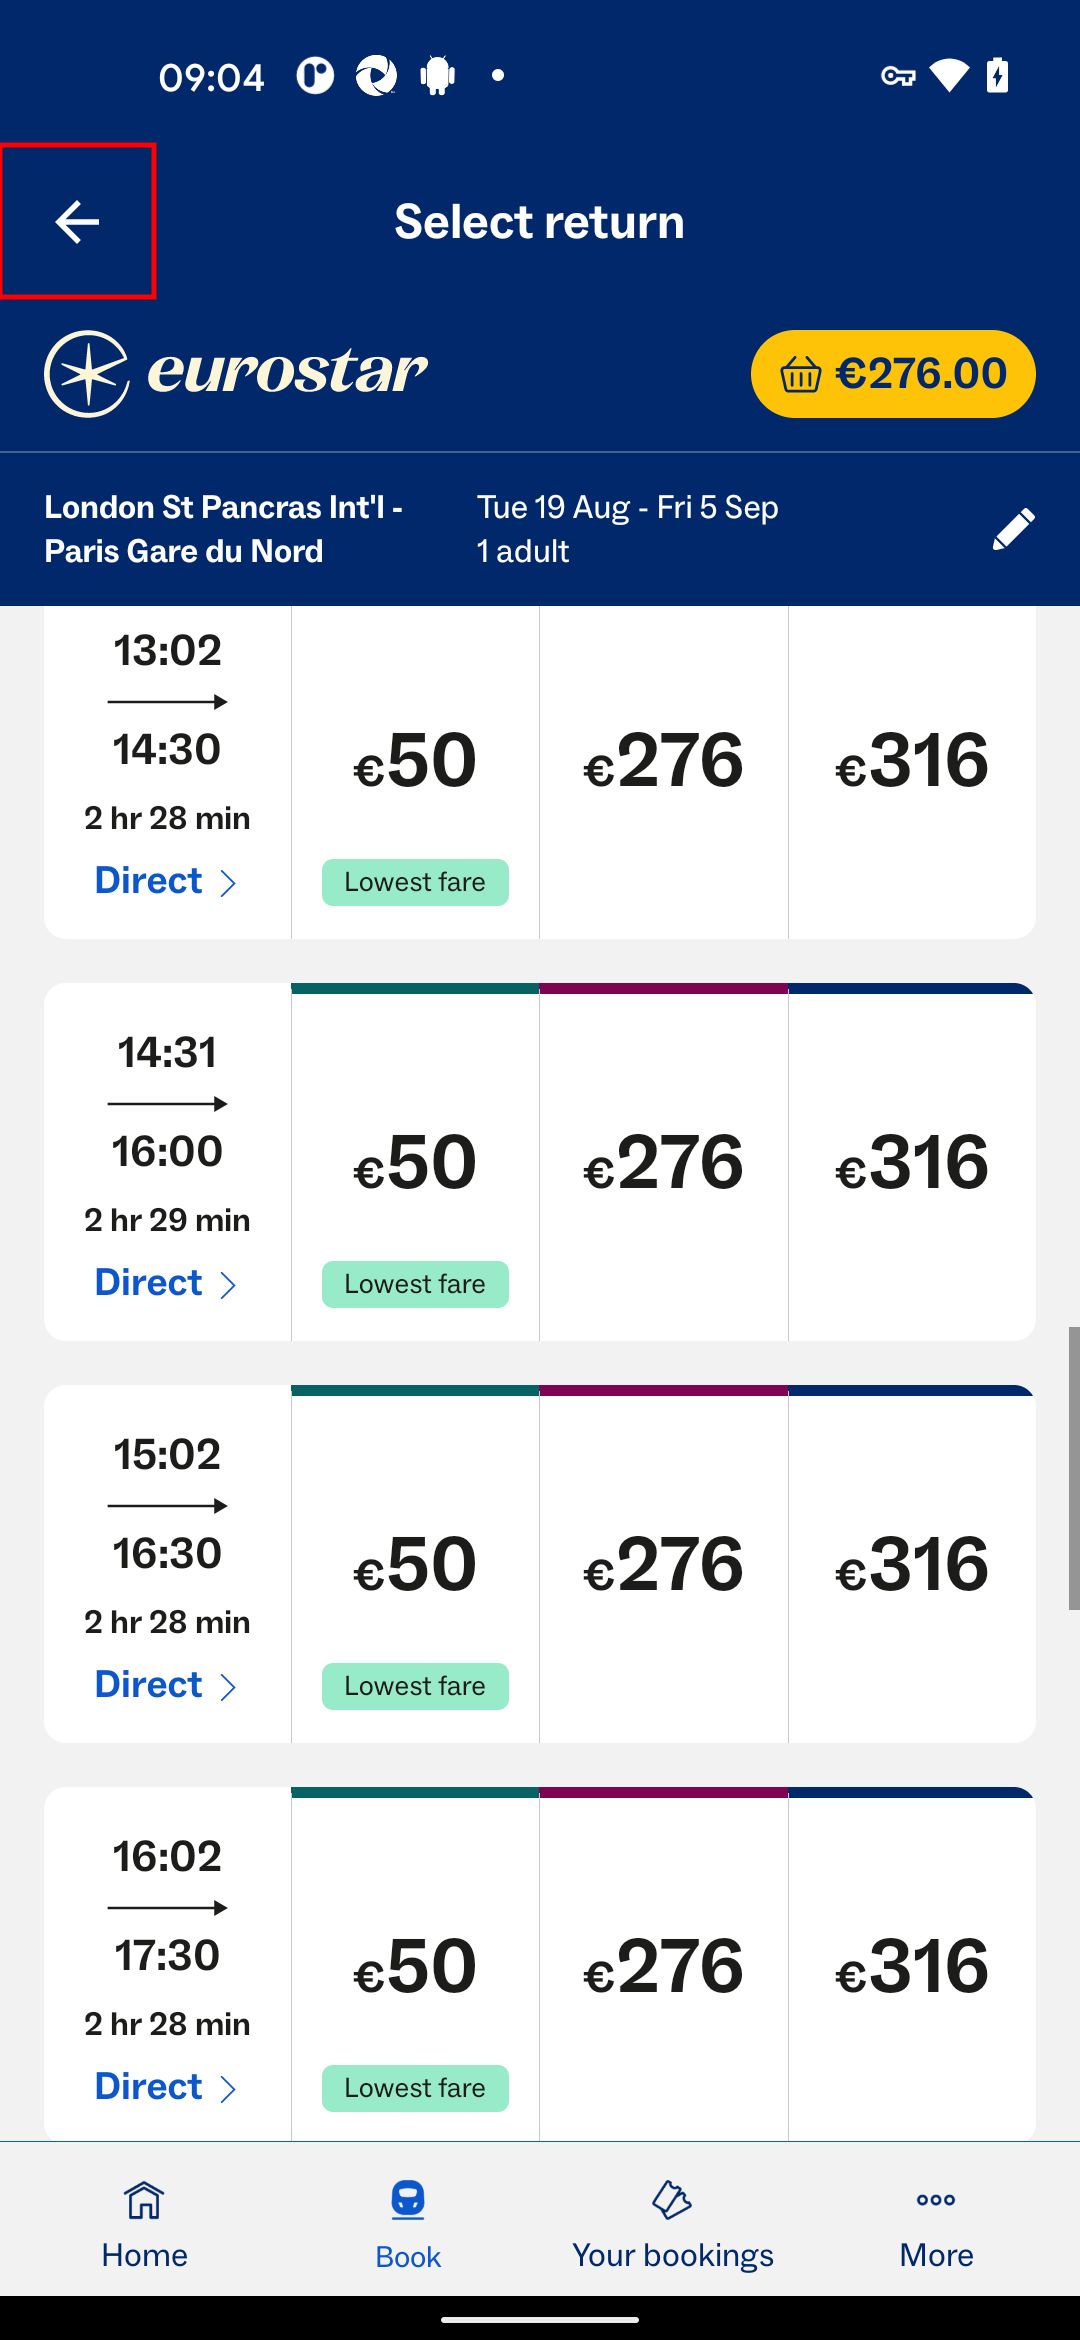 09:04
Select return
eurostar
€276.00
London St Pancras Int'l -
Paris Gare du Nord
Tue 19 Aug - Fri 5 Sep
1 adult
13:02
14:30
2 hr 28 min
Direct
€50
Lowest fare
€276
€316
14:31
16:00
2 hr 29 min
Direct
€50
Lowest fare
€276
€316
15:02
16:30
2 hr 28 min
Direct
€50
Lowest fare
€276
€316
16:02
17:30
2 hr 28 min
Direct
€50
Lowest fare
€276
€316
Home
Book
Your bookings
More